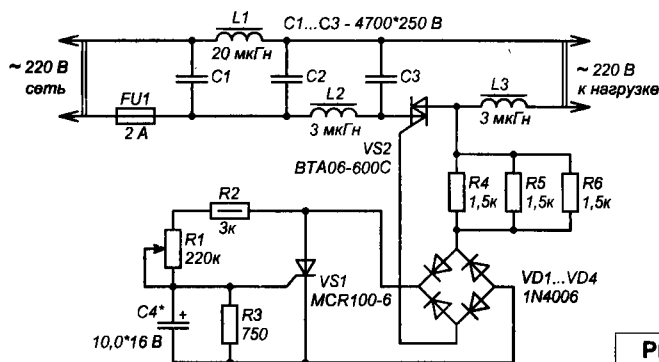 L1
C1...C3 - 4700*250 В
20 мкГн
~ 220 В
сеть
C1
C2
C3
L2
3 мкГн
FU1
2 А
L3
3 мкГн
~ 220 В
к нагрузке
VS2
BTA06-600C
R4
1,5к
R5
1,5к
R6
1,5к
R2
3к
R1
220к
VS1
MCR100-6
C4*
+
10,0*16 В
R3
750
VD1...VD4
1N4006